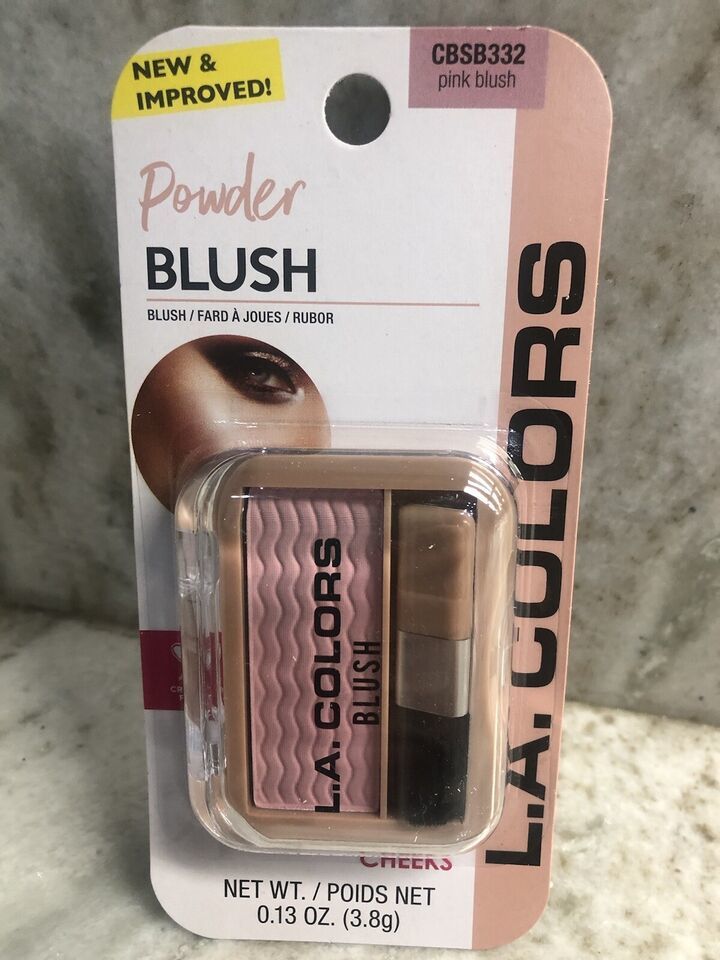 NEW &
IMPROVED!
CBSB332
pink blush
Powder
BLUSH
BLUSH / FARD À JOUES / RUBOR
L.A. COLORS
L.A. COLORS
BLUSH
CHEEKS
NET WT. / POIDS NET
0.13 OZ. (3.8g)